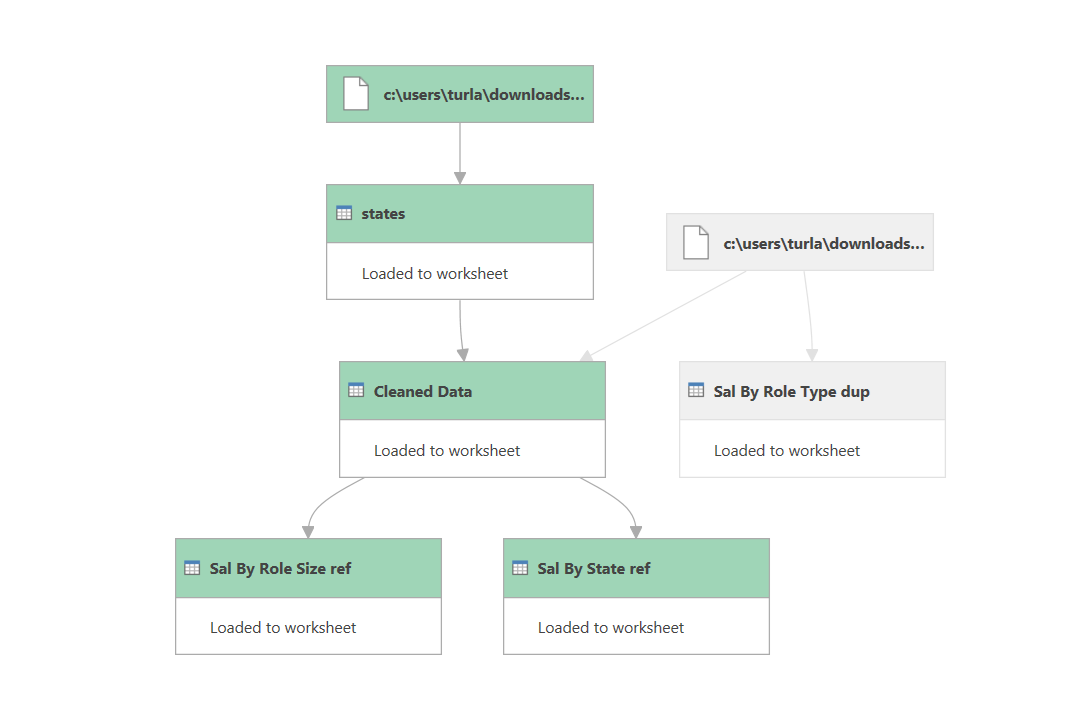 c:\users\turla\downloads...
states
Loaded to worksheet
c:\users\turla\downloads...
Cleaned Data
Loaded to worksheet
Sal By Role Type dup
Loaded to worksheet
Sal By Role Size ref
Loaded to worksheet
Sal By State ref
Loaded to worksheet